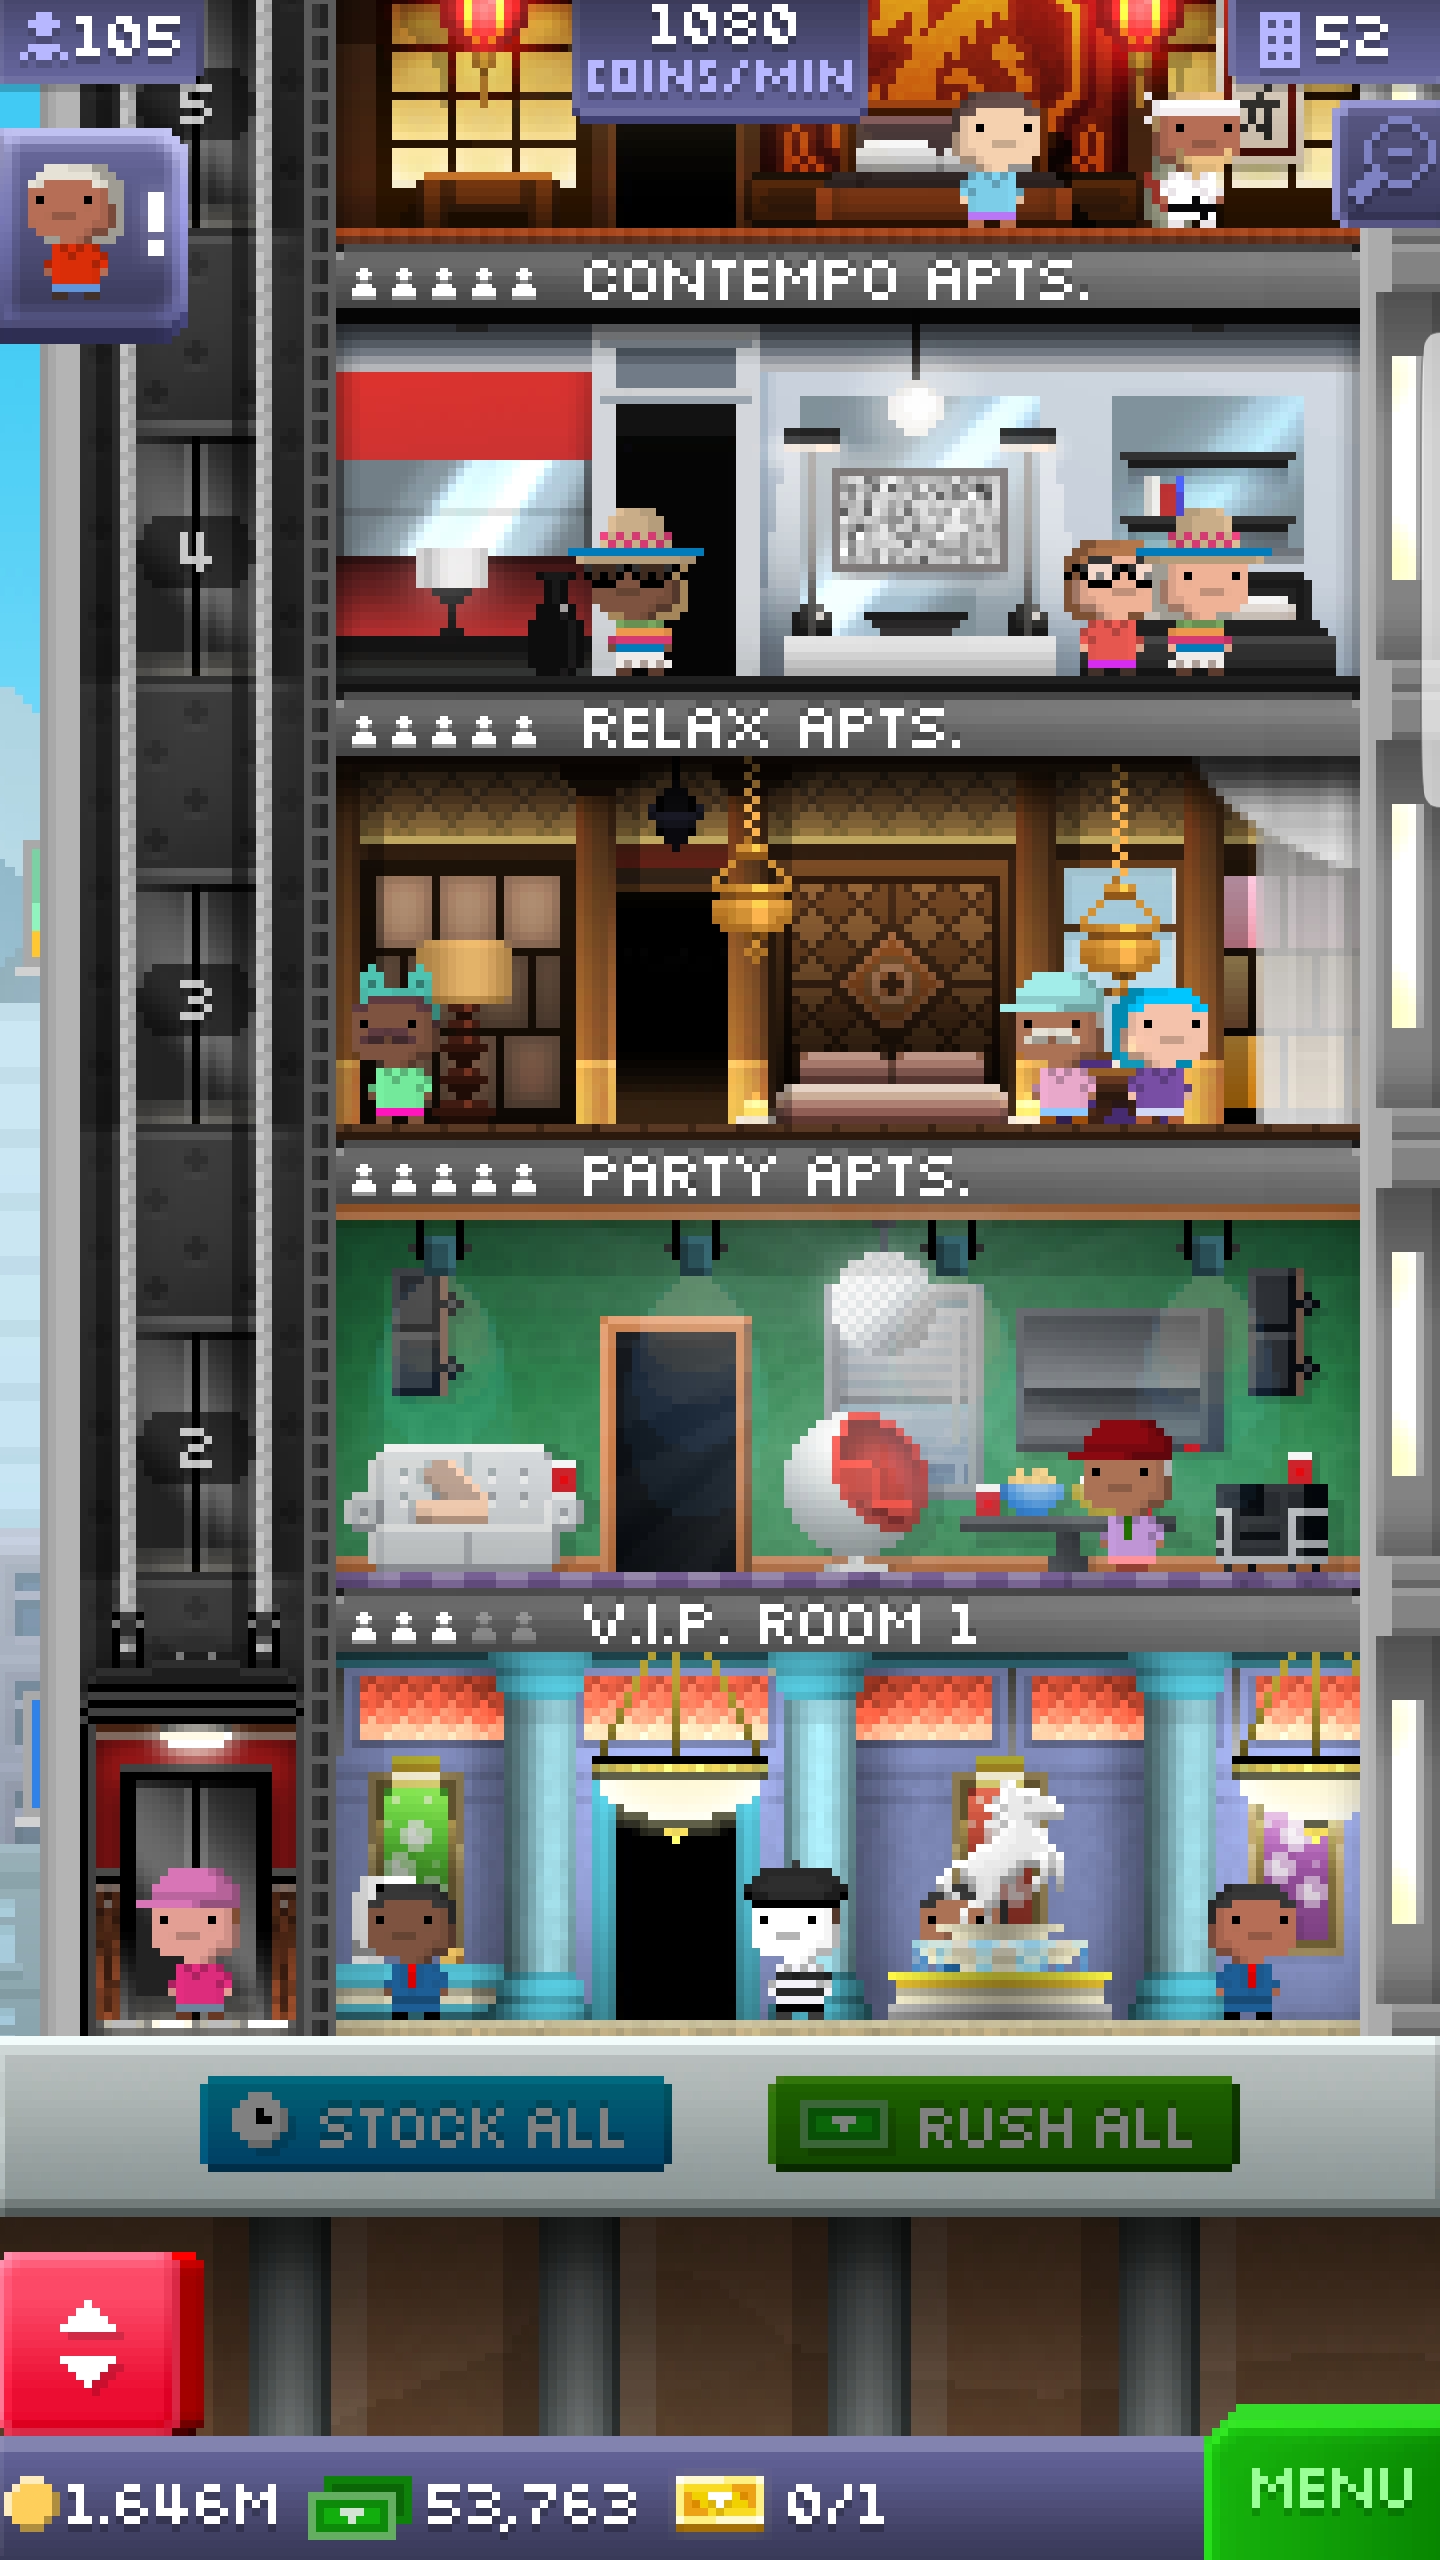 105
1080
COINS/MIN
52
5
!
CONTEMPO APTS.
4
RELAX APTS.
3
PARTY APTS.
2
V.I.P. ROOM 1
STOCK ALL
RUSH ALL
1.646M
53,763
0/1
MENU